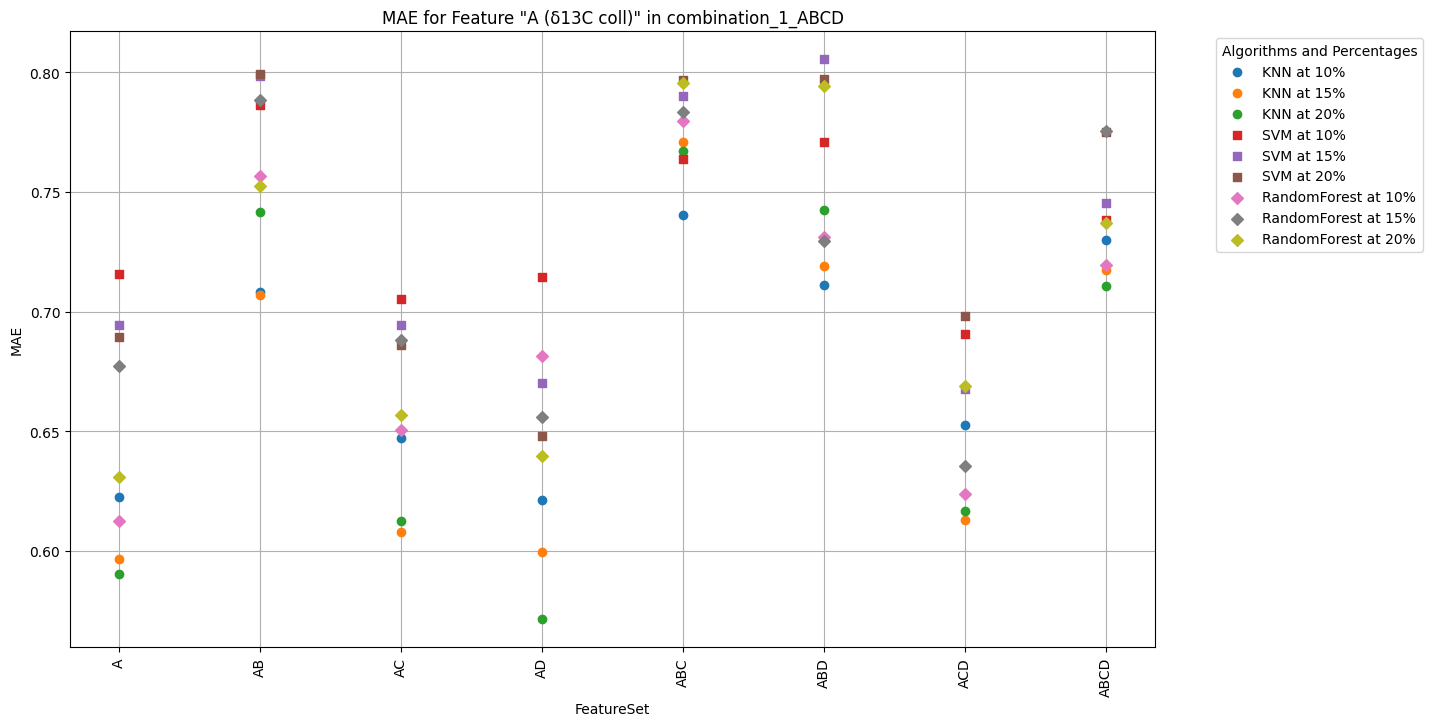 MAE for Feature "A (δ13C coll)" in combination_1_ABCD
MAE
0.80
0.75
0.70
0.65
0.60
A
AB
AC
AD
ABC
ABD
ACD
ABCD
FeatureSet
Algorithms and Percentages
KNN at 10%
KNN at 15%
KNN at 20%
SVM at 10%
SVM at 15%
SVM at 20%
RandomForest at 10%
RandomForest at 15%
RandomForest at 20%